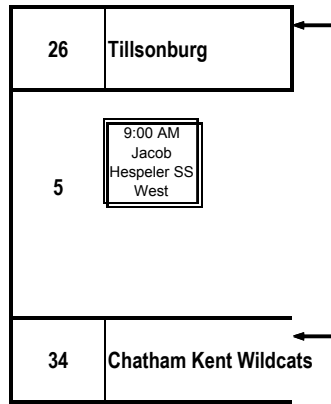 26 Tillsonburg
9:00 AM
Jacob
Hespeler SS
West
5
34 Chatham Kent Wildcats